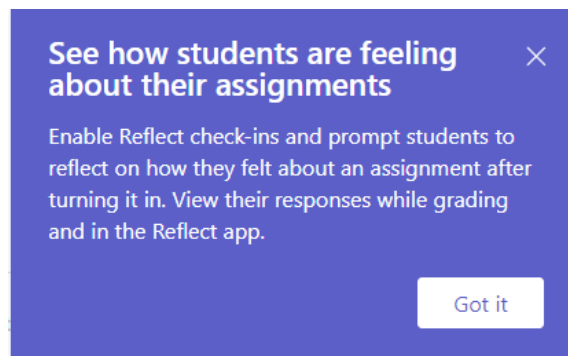 See how students are feeling
about their assignments
Enable Reflect check-ins and prompt students to
reflect on how they felt about an assignment after
turning it in. View their responses while grading
and in the Reflect app.
Got it